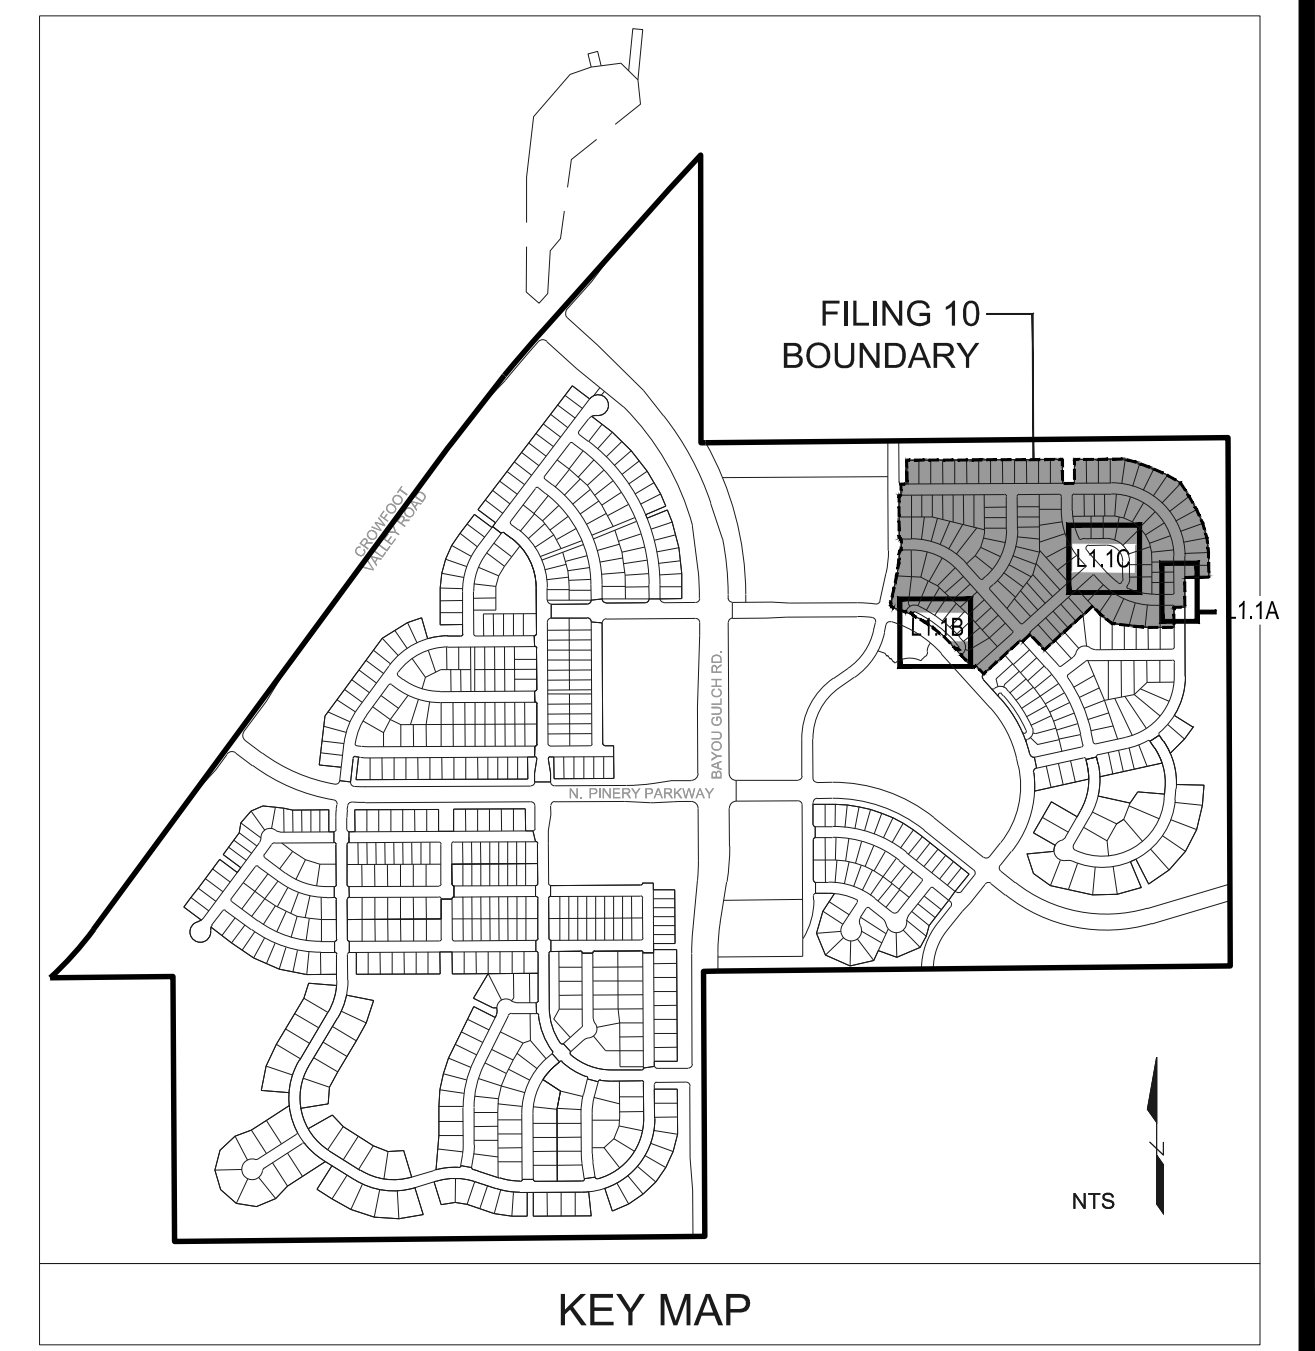 FILING 10
BOUNDARY
CROWFOOT
VALLEY ROAD
L1.1C
L1.1A
L1.1B
BAYOU GULCH RD.
N. PINERY PARKWAY
NTS
KEY MAP